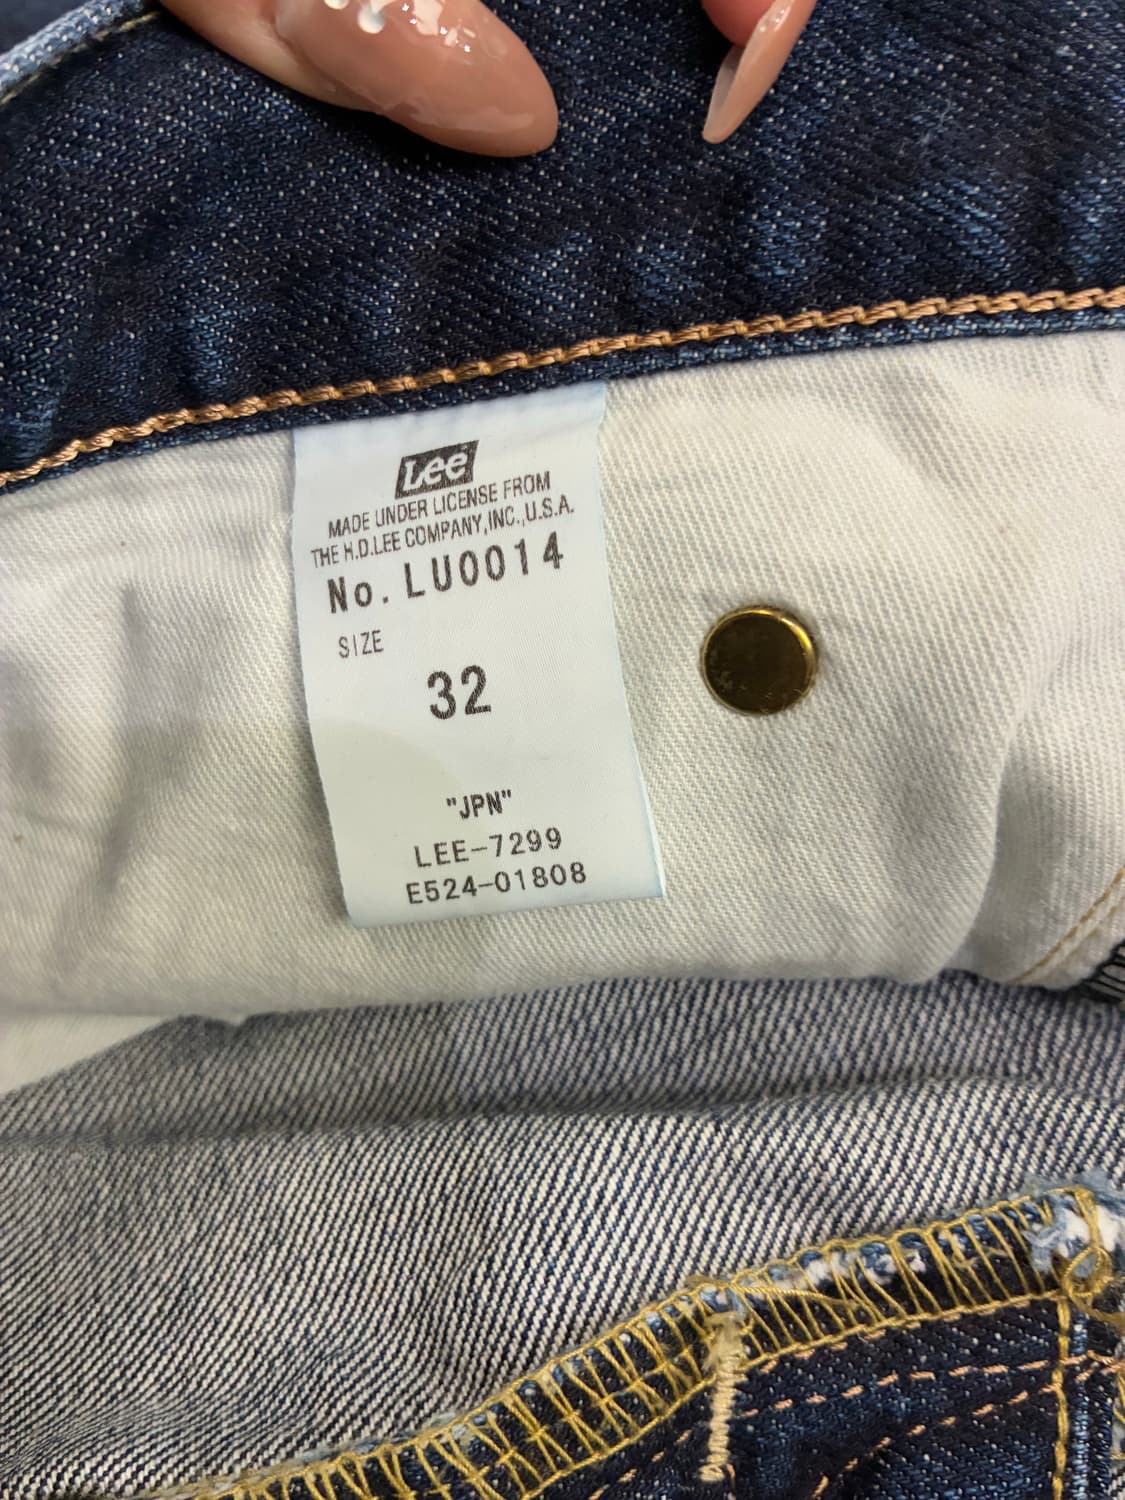 Lee
MADE UNDER LICENSE FROM
THE H.D.LEE COMPANY,INC.,U.S.A.
No. LU0014
SIZE
32
"JPN"
LEE-7299
E524-01808